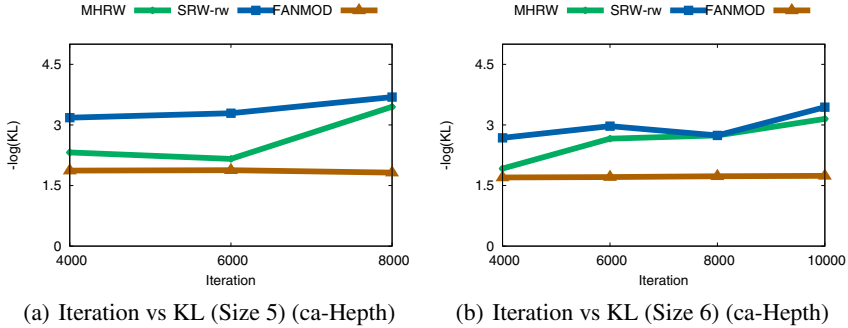 MHRW SRW-rw FANMOD
4.5
3
1.5
0
-log(KL)
4000 6000 8000
Iteration
(a) Iteration vs KL (Size 5) (ca-Hepth)
MHRW SRW-rw FANMOD
4.5
3
1.5
0
-log(KL)
4000 6000 8000 10000
Iteration
(b) Iteration vs KL (Size 6) (ca-Hepth)